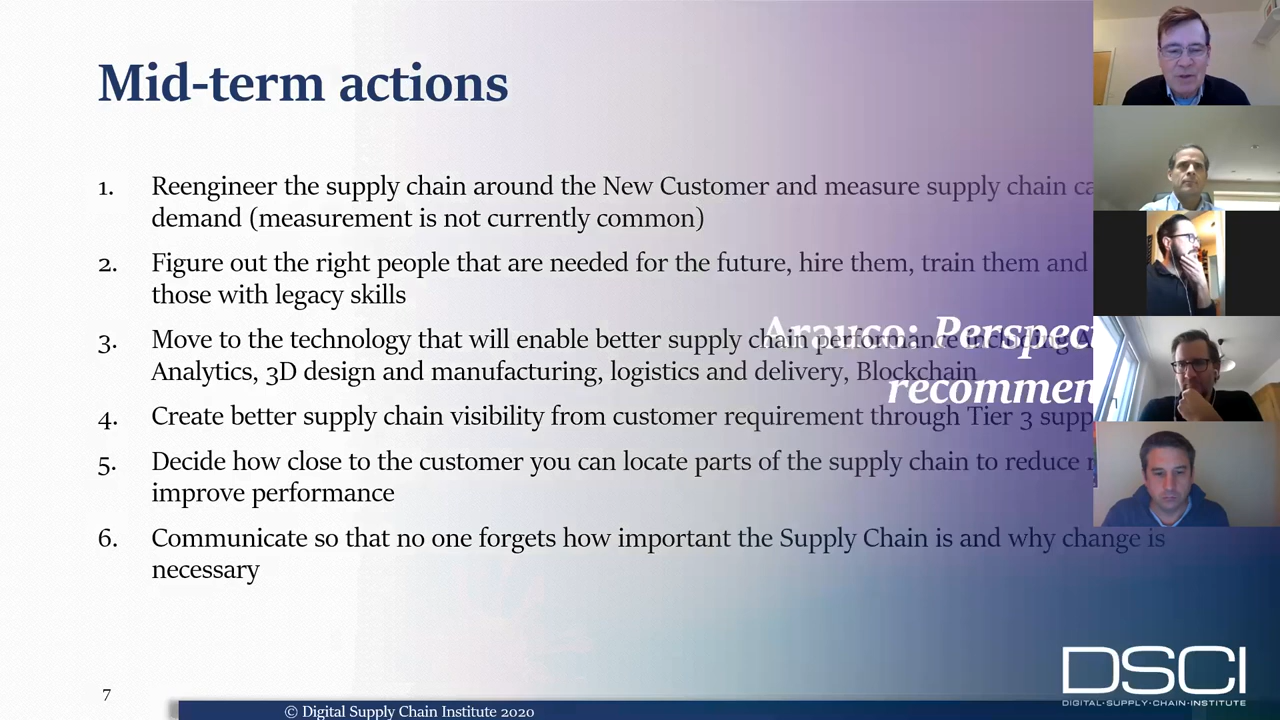 Mid-term actions
1. Reengineer the supply chain around the New Customer and measure supply chain
demand (measurement is not currently common)
2. Figure out the right people that are needed for the future, hire them, train them and
those with legacy skills
3. Move to the technology that will enable better supply chain performance including
Analytics, 3D design and manufacturing, logistics and delivery, Blockchain
Arauco:
4. Create better supply chain visibility from customer requirement through Tier 3
5. Decide how close to the customer you can locate parts of the supply chain to reduce
improve performance
6. Communicate so that no one forgets how important the Supply Chain is and why change is
necessary
7
© Digital Supply Chain Institute 2020
DSCI
DIGITAL·SUPPLY·CHAIN·INSTITUTE